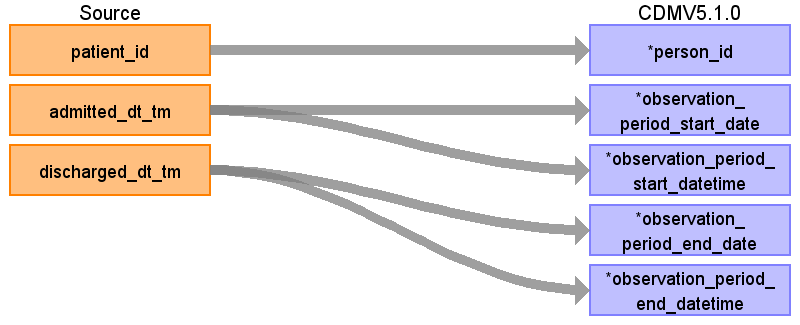 Source
CDMV5.1.0
patient_id
*person_id
admitted_dt_tm
*observation_
period_start_date
discharged_dt_tm
*observation_period_
start_datetime
*observation_
period_end_date
*observation_period_
end_datetime